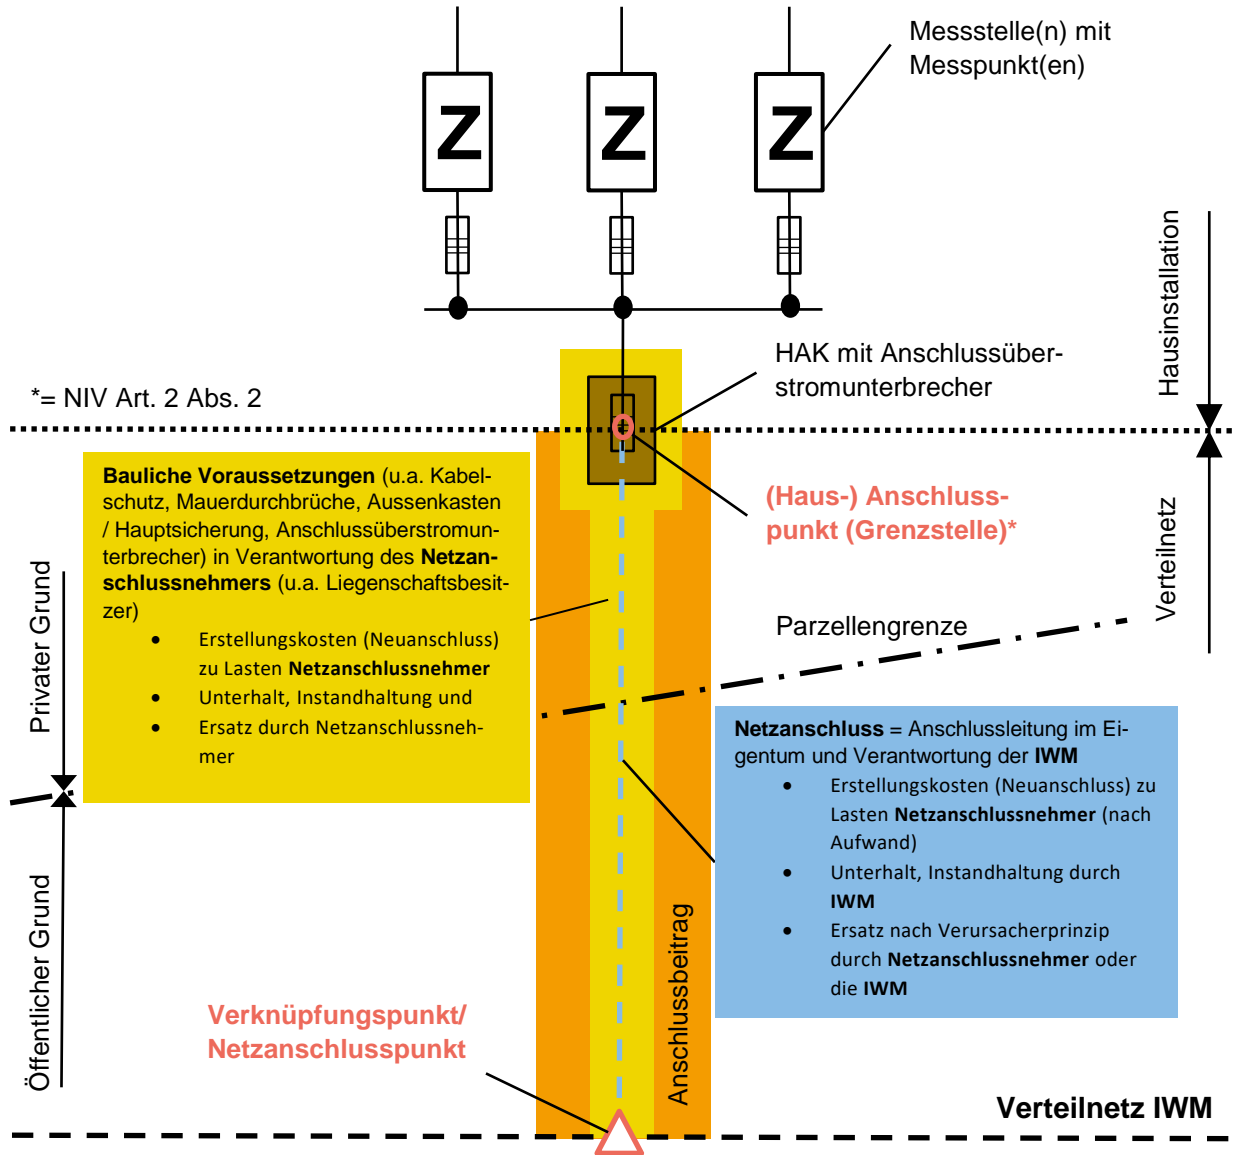 Messstelle(n) mit
Messpunkt(en)
Z
Z
Z
Hausinstallation
HAK mit Anschlussüber-
stromunterbrecher
*= NIV Art. 2 Abs. 2
Bauliche Voraussetzungen (u.a. Kabel-
schutz, Mauerdurchbrüche, Aussenkasten
/ Hauptsicherung, Anschlussüberstromun-
terbrecher) in Verantwortung des Netzan-
schlussnehmers (u.a. Liegenschaftsbesit-
zer)
• Erstellungskosten (Neuanschluss)
zu Lasten Netzanschlussnehmer
• Unterhalt, Instandhaltung und
• Ersatz durch Netzanschlussneh-
mer
(Haus-) Anschluss-
punkt (Grenzstelle)*
Verteilnetz
Privater Grund
Parzellengrenze
Netzanschluss = Anschlussleitung im Ei-
gentum und Verantwortung der IWM
• Erstellungskosten (Neuanschluss) zu
Lasten Netzanschlussnehmer (nach
Aufwand)
• Unterhalt, Instandhaltung durch
IWM
• Ersatz nach Verursacherprinzip
durch Netzanschlussnehmer oder
die IWM
Öffentlicher Grund
Anschlussbeitrag
Verknüpfungspunkt/
Netzanschlusspunkt
Verteilnetz IWM